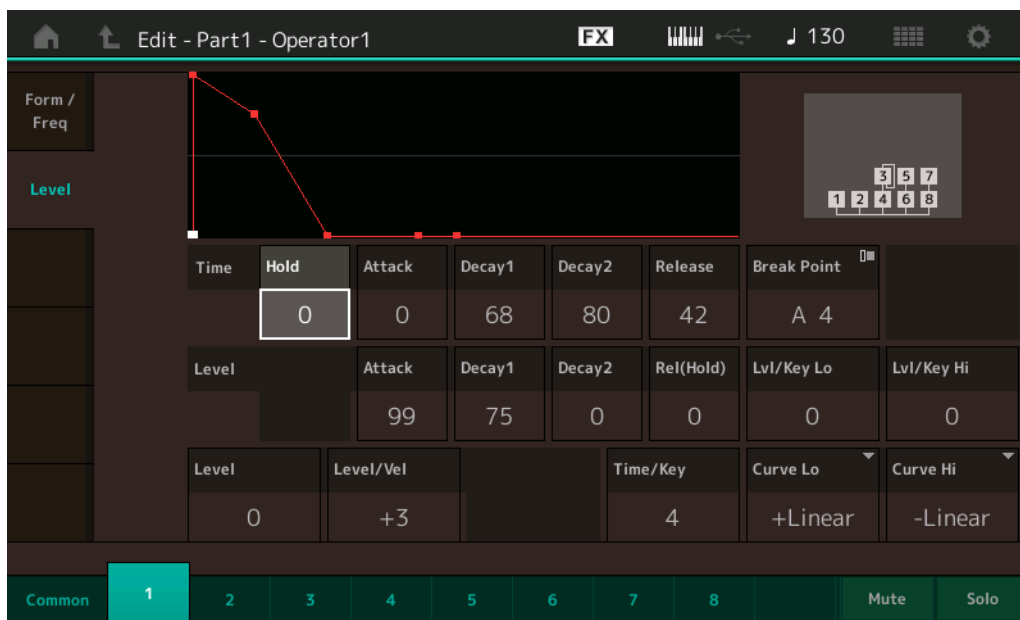 Edit - Part1 - Operator1
FX
♩ 130
Form /
Freq
Level
3 5 7
1 2 4 6 8
Time Hold Attack Decay1 Decay2 Release Break Point
0 0 68 80 42 A 4
Level Attack Decay1 Decay2 Rel(Hold) Lvl/Key Lo Lvl/Key Hi
99 75 0 0 0 0
Level Level/Vel Time/Key Curve Lo Curve Hi
0 +3 4 +Linear -Linear
Common 1 2 3 4 5 6 7 8 Mute Solo